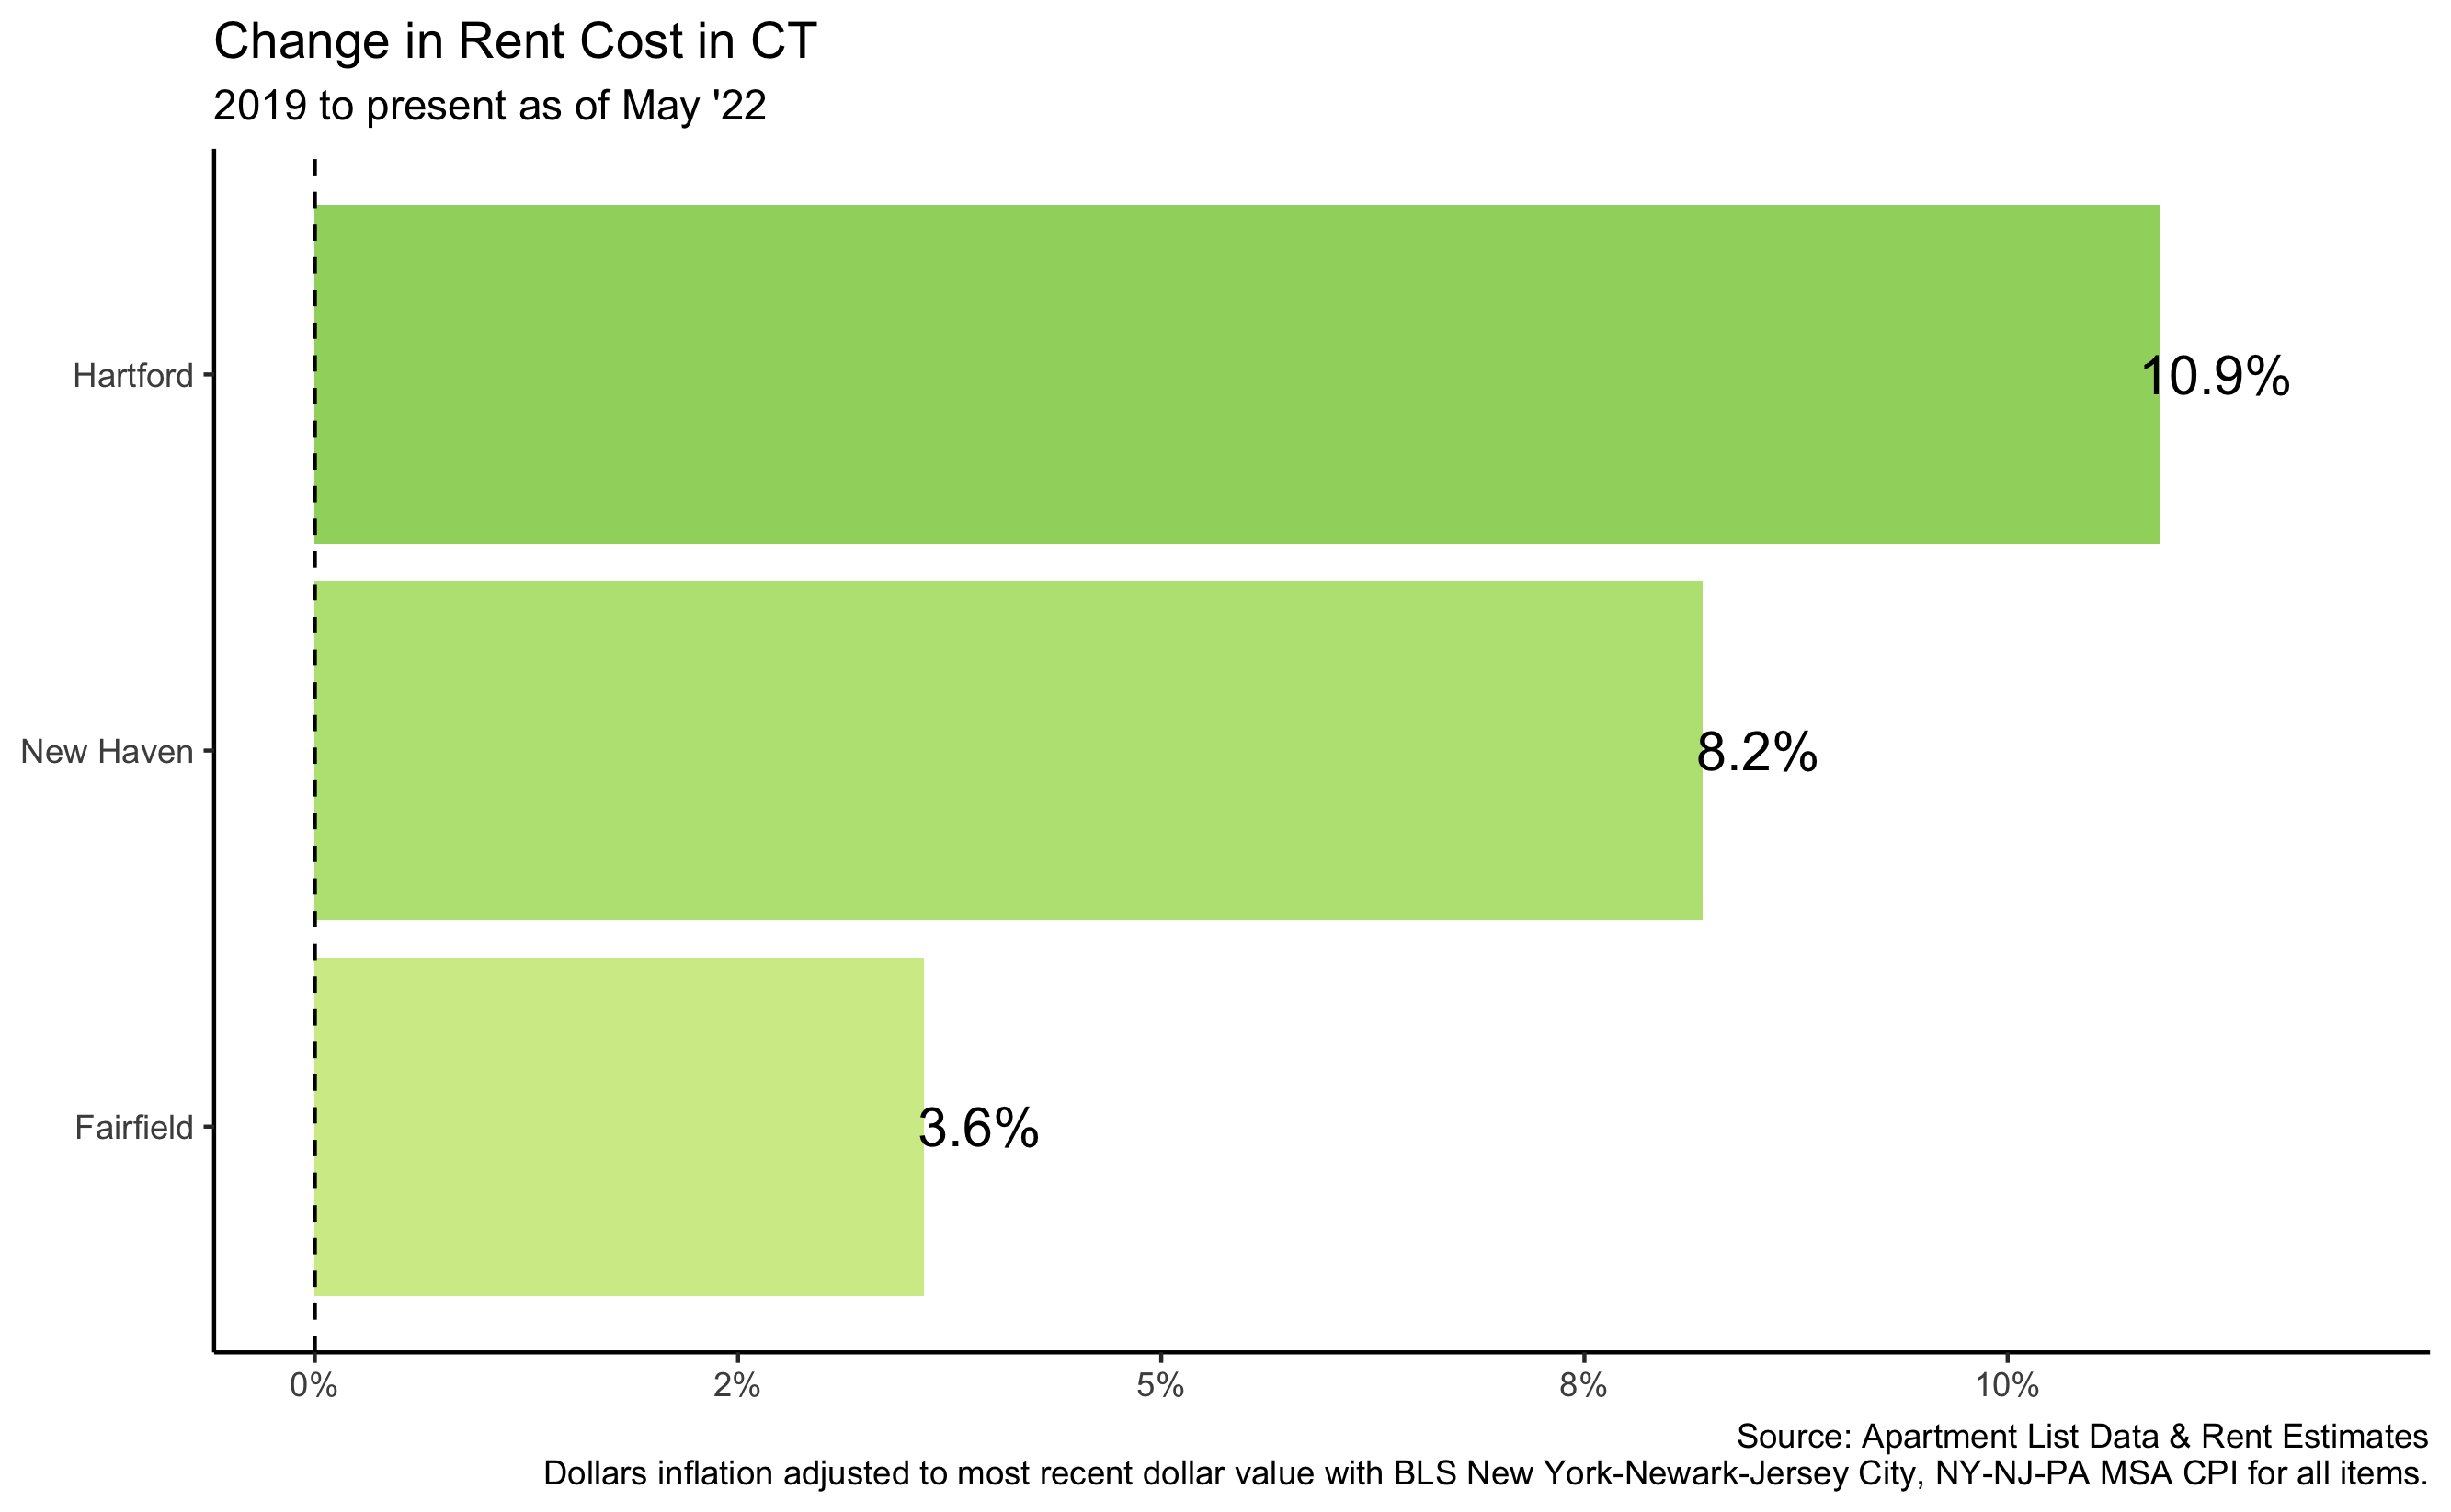 Change in Rent Cost in CT
2019 to present as of May '22
Hartford
10.9%
New Haven
8.2%
Fairfield
3.6%
0% 2% 5% 8% 10%
Source: Apartment List Data & Rent Estimates
Dollars inflation adjusted to most recent dollar value with BLS New York-Newark-Jersey City, NY-NJ-PA MSA CPI for all items.